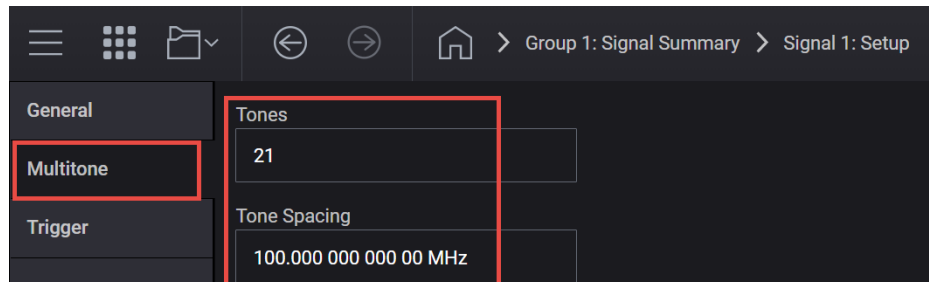 Group 1: Signal Summary > Signal 1: Setup
General
Multitone
Trigger
Tones
21
Tone Spacing
100.000 000 000 00 MHz